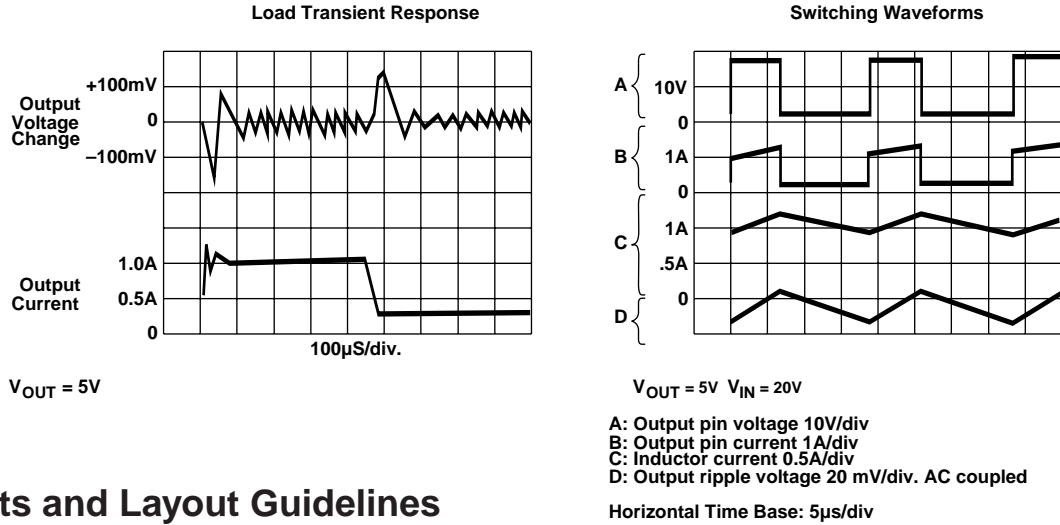 Load Transient Response
+100mV
Output
Voltage
Change
0
–100mV
Output
Current
1.0A
0.5A
0
100µS/div.
VOUT = 5V
Switching Waveforms
A
10V
0
B
1A
0
C
1A
.5A
0
D
VOUT = 5V VIN = 20V
A: Output pin voltage 10V/div
B: Output pin current 1A/div
C: Inductor current 0.5A/div
D: Output ripple voltage 20 mV/div. AC coupled
Horizontal Time Base: 5µs/div
ts and Layout Guidelines